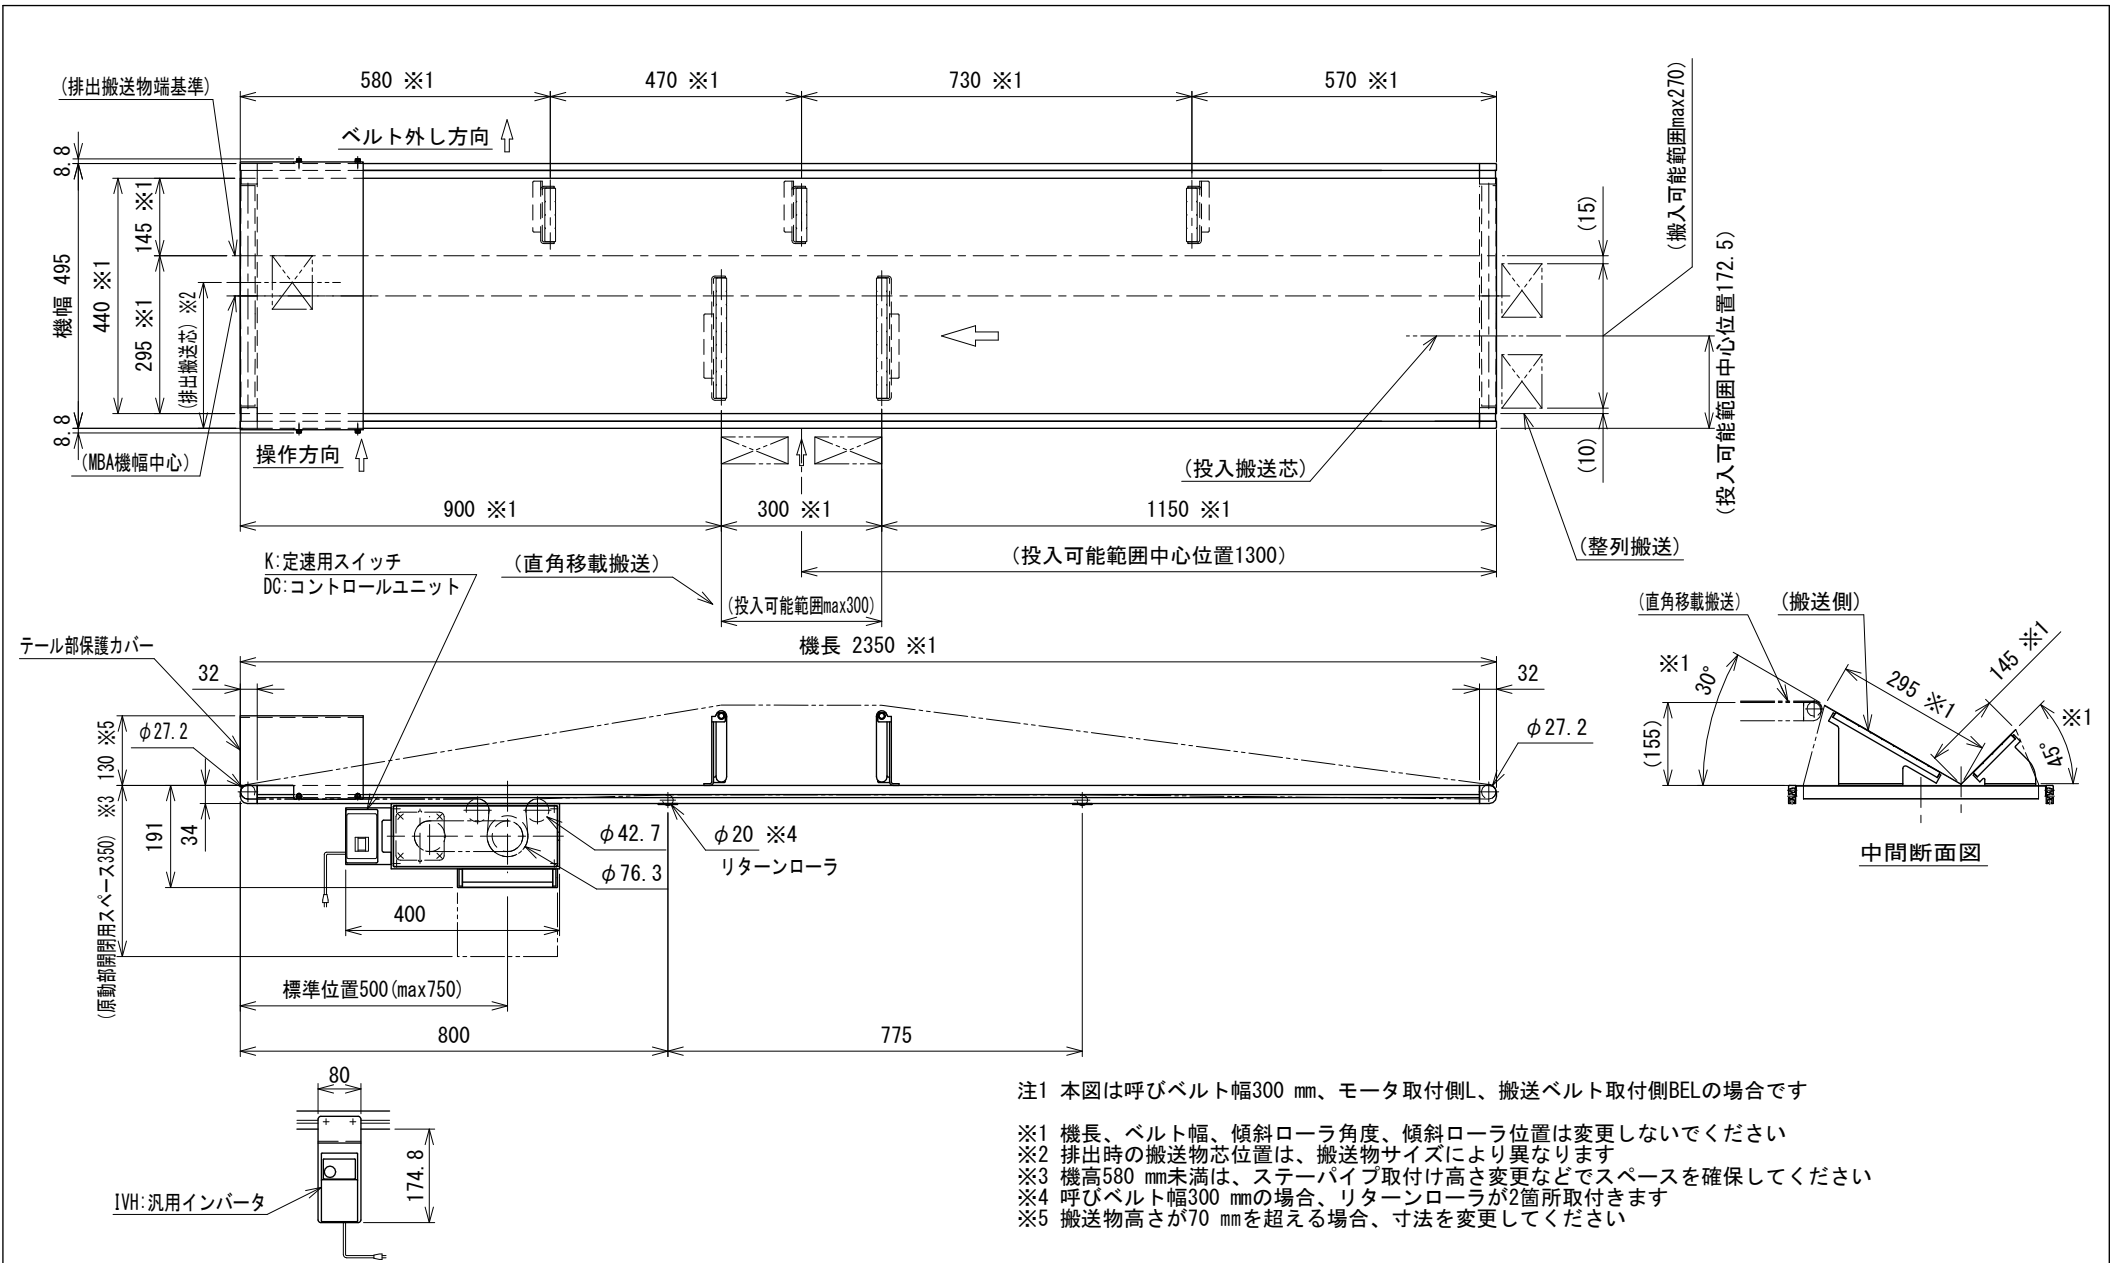 580 ※1
470 ※1
730 ※1
570 ※1
(排出搬送物端基準)
ベルト外し方向
(搬入可能範囲max270)
8.8
機幅 495
8.8
440 ※1
145 ※1
295 ※1
(排出搬送芯) ※2
(15)
(10)
(投入可能範囲中心位置172.5)
(MBA機幅中心)
操作方向
(投入搬送芯)
(整列搬送)
900 ※1
300 ※1
1150 ※1
K:定速用スイッチ
DC:コントロールユニット
(直角移載搬送)
(投入可能範囲中心位置1300)
(投入可能範囲max300)
機長 2350 ※1
テール部保護カバー
32
32
130 ※5
φ27.2
φ27.2
(原動部開閉用スペース350) ※3
191
34
φ42.7
φ76.3
φ20 ※4
リターンローラ
400
標準位置500(max750)
800
775
(直角移載搬送)
(搬送側)
※1
30°
295 ※1
145 ※1
※1
45°
(155)
中間断面図
80
174.8
IVH:汎用インバータ
注1 本図は呼びベルト幅300 mm、モータ取付側L、搬送ベルト取付側BELの場合です
※1 機長、ベルト幅、傾斜ローラ角度、傾斜ローラ位置は変更しないでください
※2 排出時の搬送物芯位置は、搬送物サイズにより異なります
※3 機高580 mm未満は、ステーパイプ取付け高さ変更などでスペースを確保してください
※4 呼びベルト幅300 mmの場合、リターンローラが2箇所取付きます
※5 搬送物高さが70 mmを超える場合、寸法を変更してください